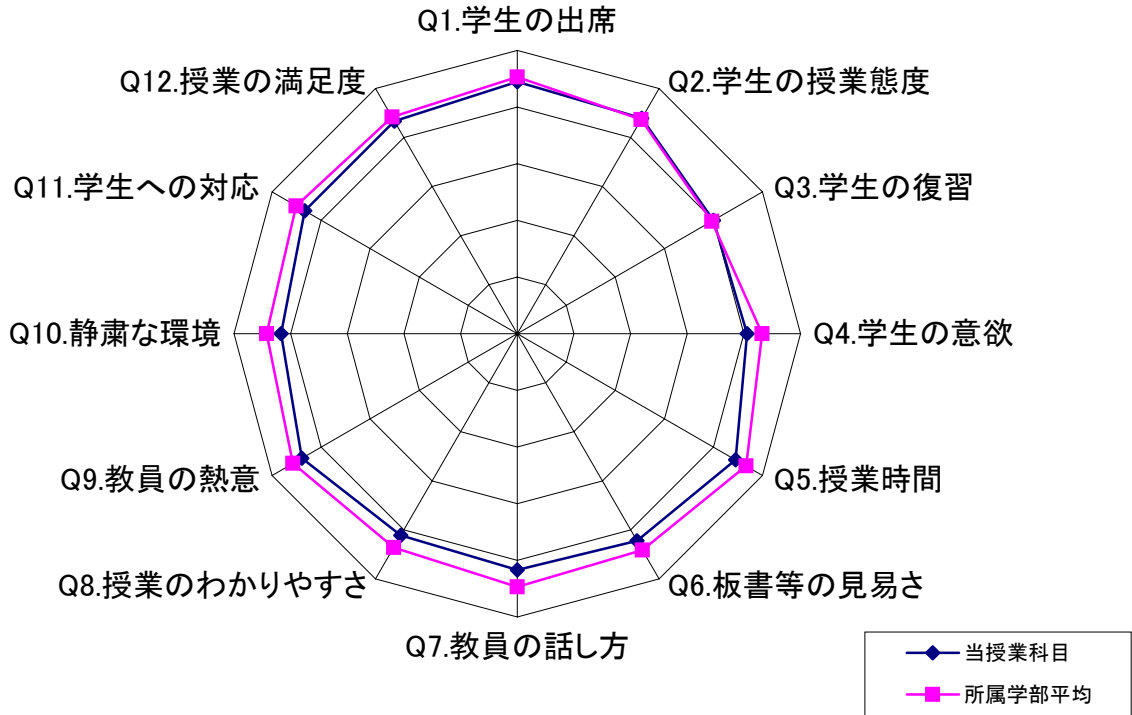 Q1.学生の出席
Q2.学生の授業態度
Q3.学生の復習
Q4.学生の意欲
Q5.授業時間
Q6.板書等の見易さ
Q7.教員の話し方
Q8.授業のわかりやすさ
Q9.教員の熱意
Q10.静粛な環境
Q11.学生への対応
Q12.授業の満足度
当授業科目
所属学部平均